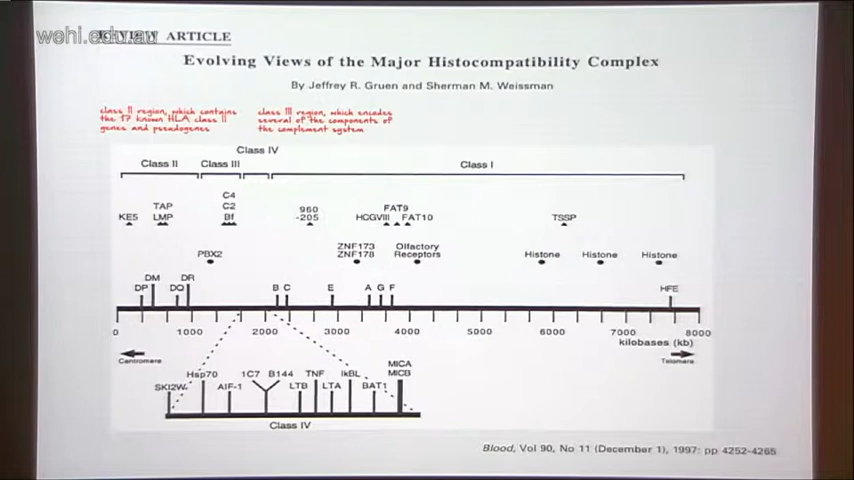 wehi.edu.au
REVIEW ARTICLE
Evolving Views of the Major Histocompatibility Complex
By Jeffrey R. Gruen and Sherman M. Weissman
class II region, which contains
the 17 known HLA class II
genes and pseudogenes
class III region, which encodes
several of the components of
the complement system
Class IV
Class II Class III Class I
C4
TAP C2 960 FAT9
KE5 LMP Bf -205 HCGVIII FAT10 TSSP
ZNF173 Olfactory
PBX2 ZNF178 Receptors Histone Histone Histone
DM DR
DP DQ B C E A G F HFE
0 1000 2000 3000 4000 5000 6000 7000 8000
kilobases (kb)
Centromere Telomere
MICA
Hsp70 1C7 B144 TNF IkBL MICB
SKI2W AIF-1 LTB LTA BAT1
Class IV
Blood, Vol 90, No 11 (December 1), 1997: pp 4252-4265